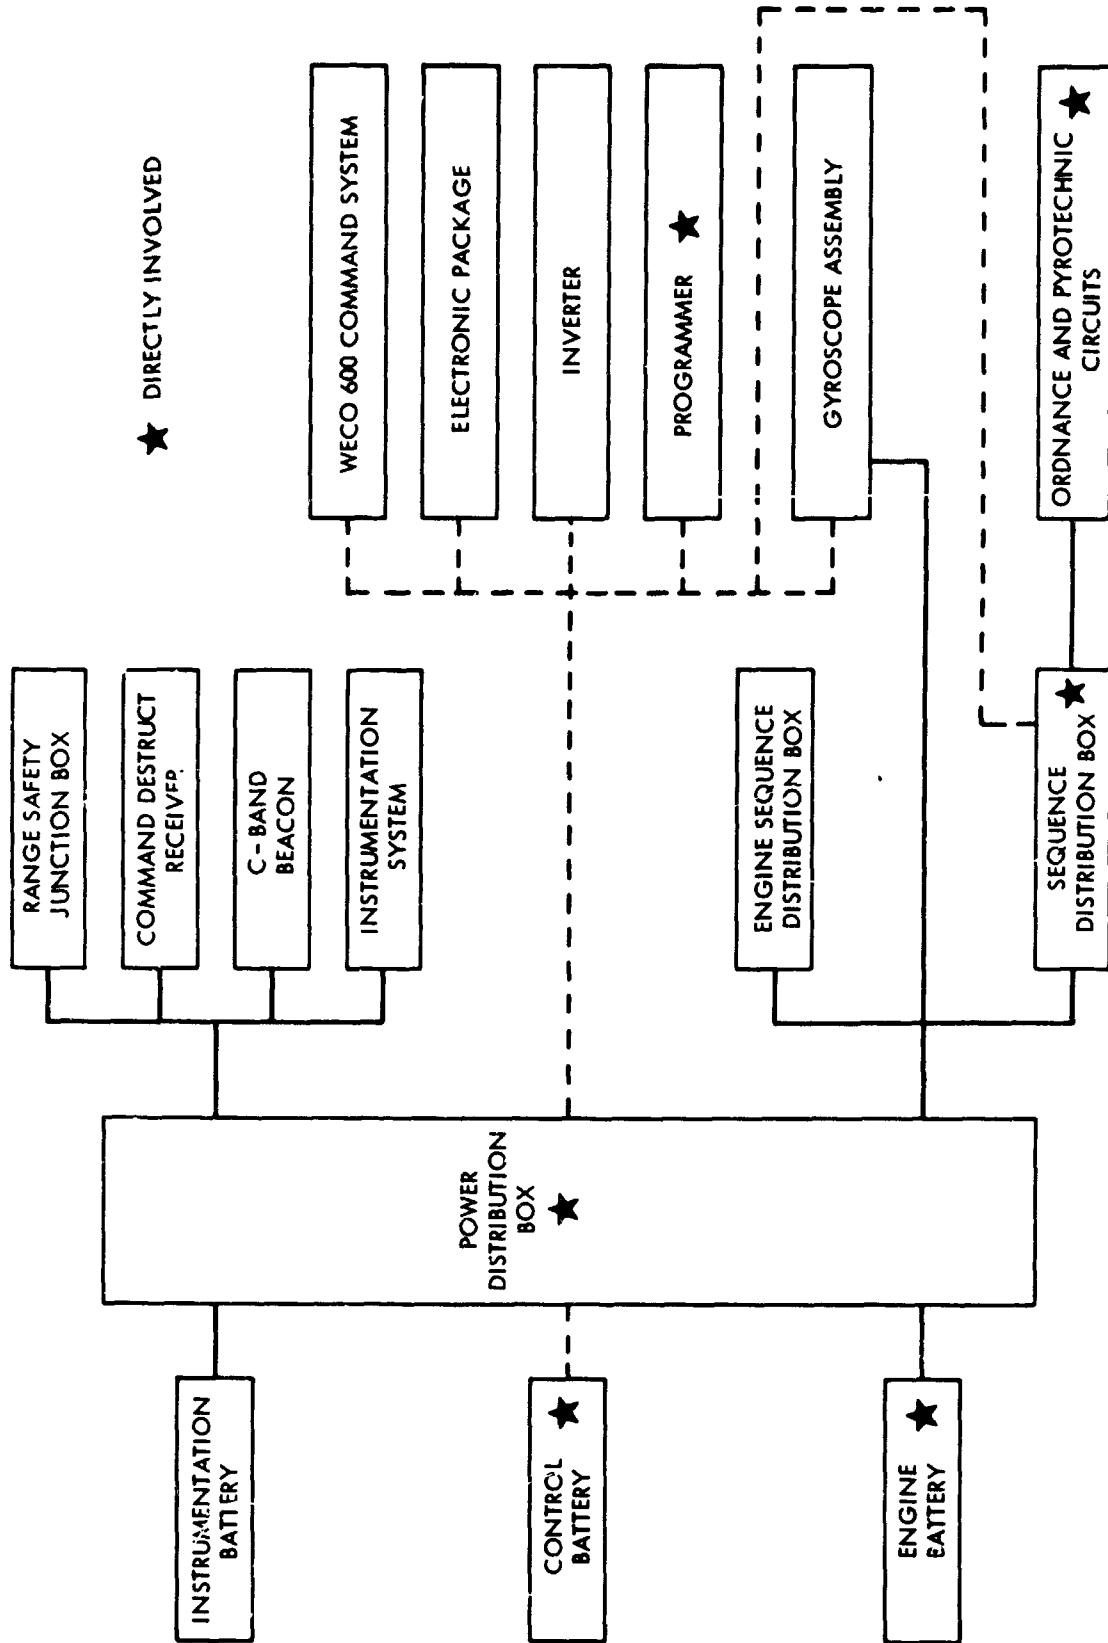 ★ DIRECTLY INVOLVED
RANGE SAFETY
JUNCTION BOX
COMMAND DESTRUCT
RECEIVER
C-BAND
BEACON
INSTRUMENTATION
SYSTEM
WECO 600 COMMAND SYSTEM
ELECTRONIC PACKAGE
INVERTER
PROGRAMMER ★
GYROSCOPE ASSEMBLY
INSTRUMENTATION
BATTERY
CONTROL
BATTERY ★
ENGINE
BATTERY ★
POWER
DISTRIBUTION
BOX
★
ENGINE SEQUENCE
DISTRIBUTION BOX
SEQUENCE
DISTRIBUTION BOX ★
ORDNANCE AND PYROTECHNIC
CIRCUITS ★